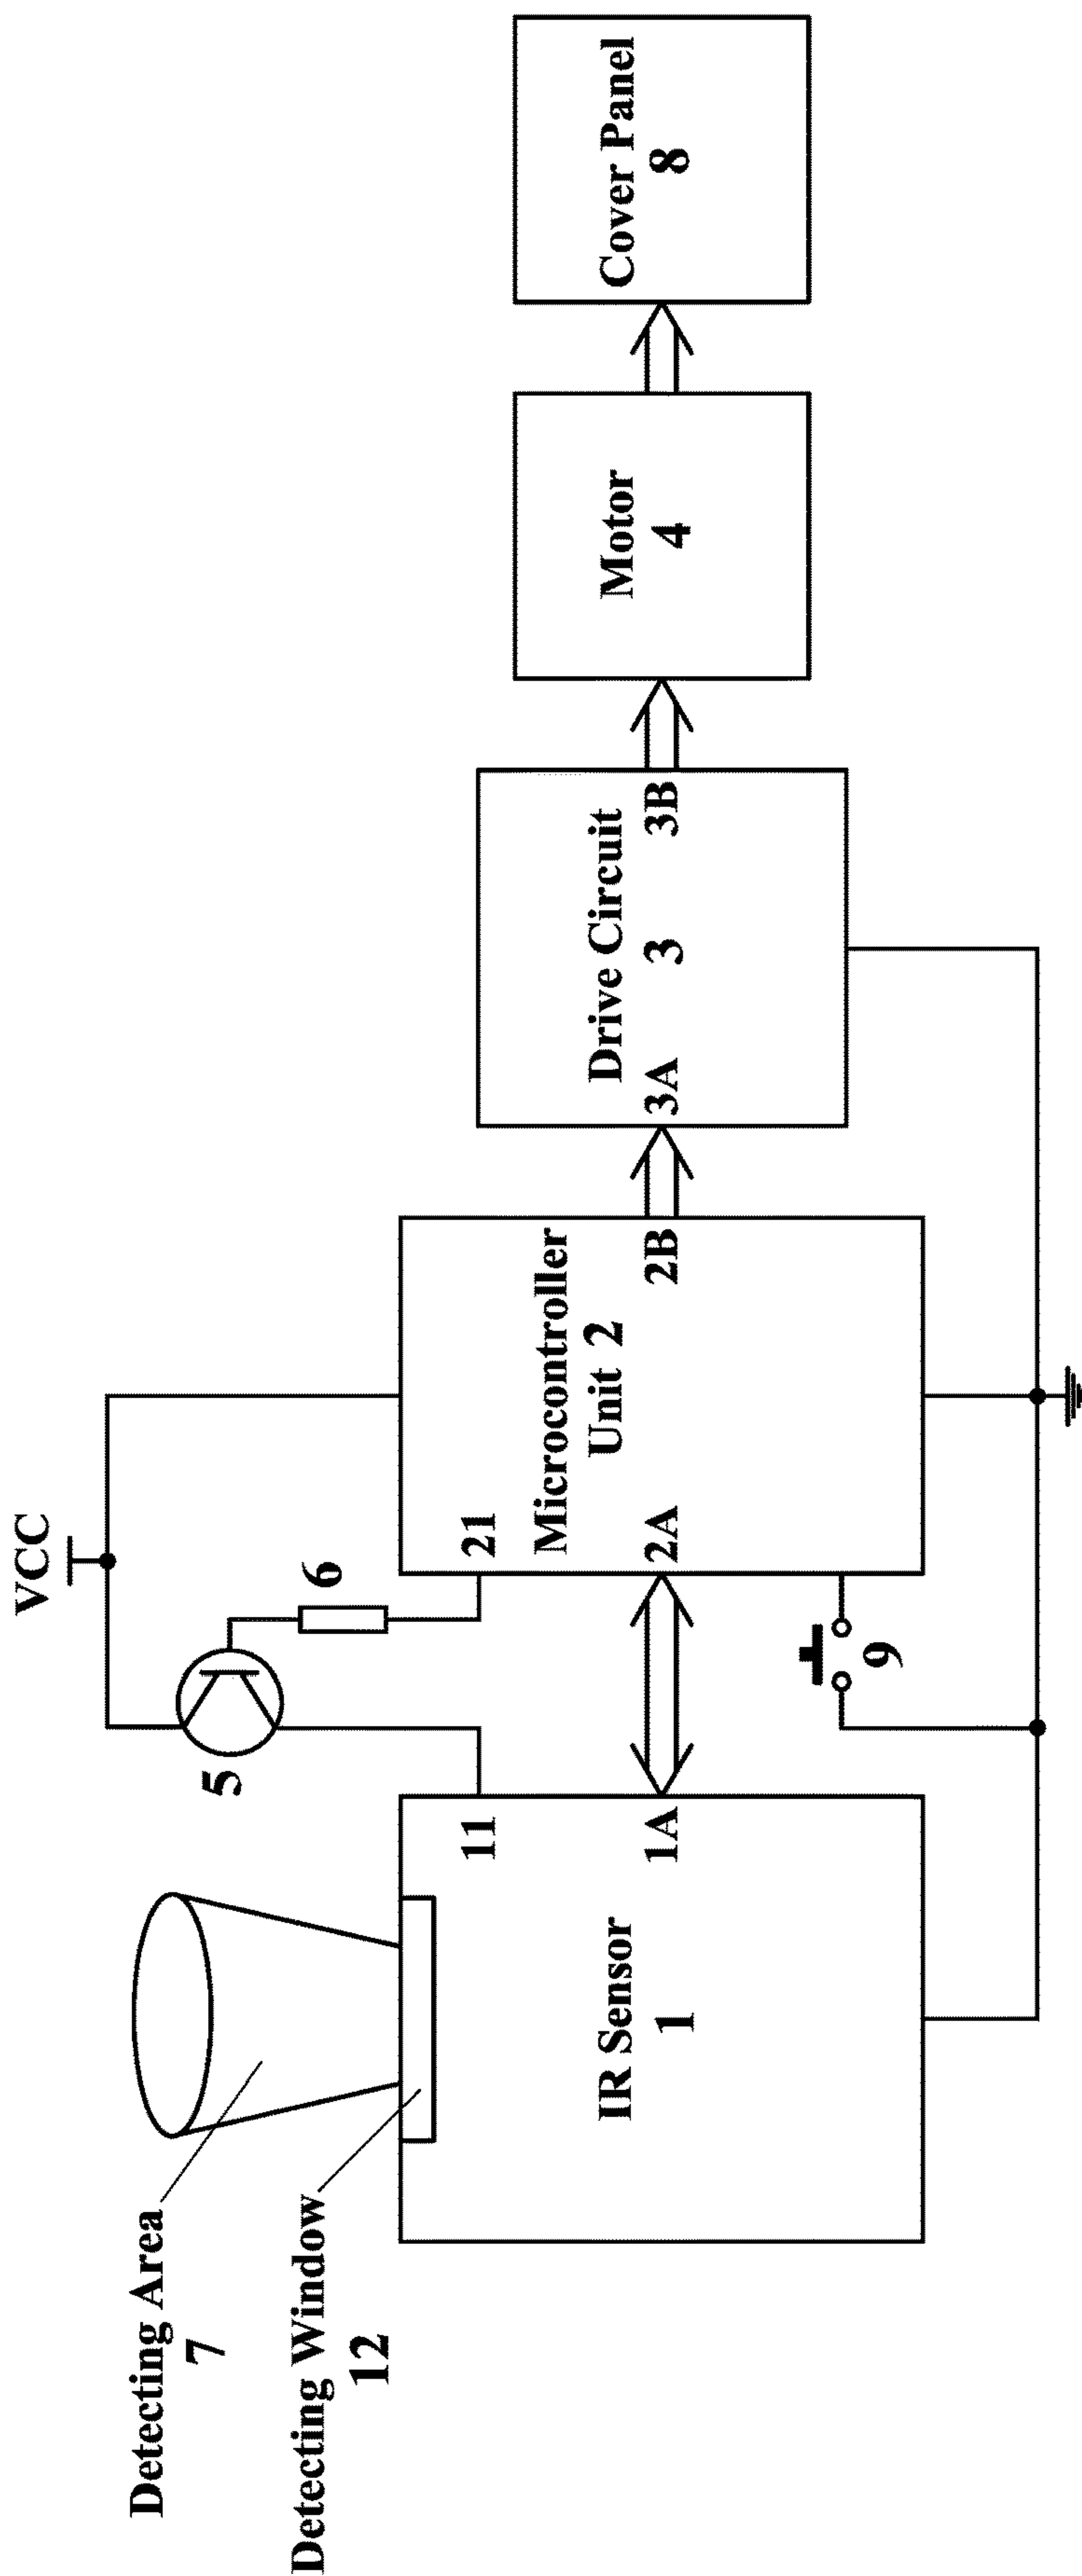 VCC
Detecting Area
7
Detecting Window
12
5
6
11
21
IR Sensor
1
1A
2A
Microcontroller
Unit 2
2B
9
Drive Circuit
3
3A
3B
Motor
4
Cover Panel
8